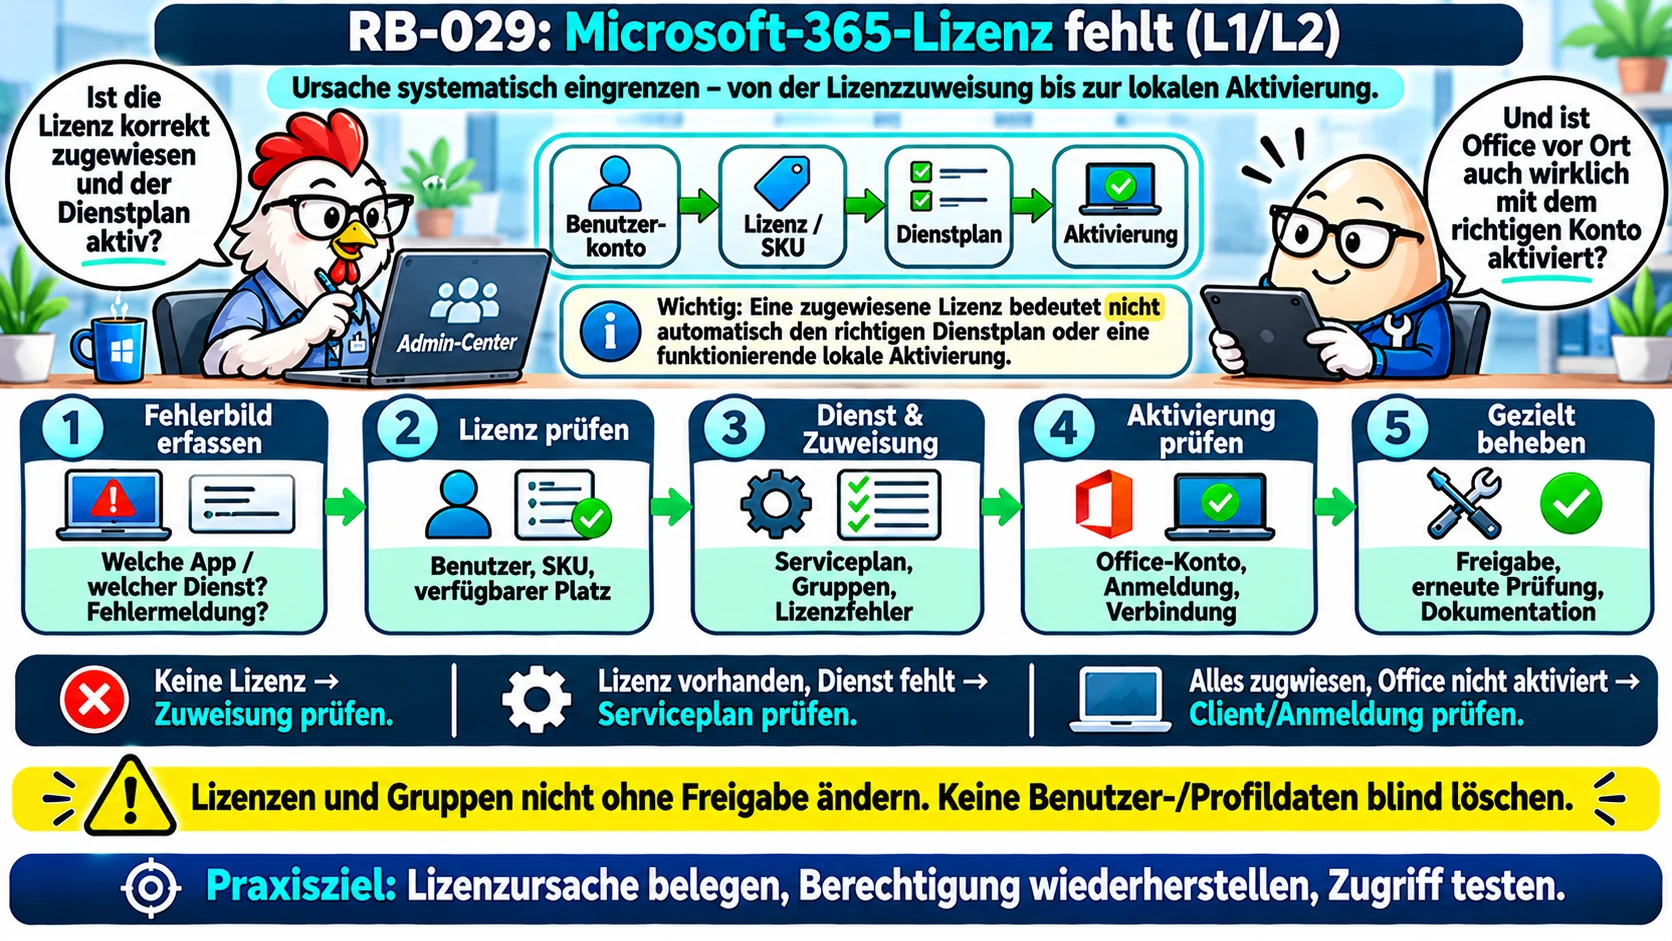 RB-029: Microsoft-365-Lizenz fehlt (L1/L2)
Ursache systematisch eingrenzen – von der Lizenzzuweisung bis zur lokalen Aktivierung.
Ist die
Lizenz korrekt
zugewiesen
und der
Dienstplan
aktiv?
Und ist
Office vor Ort
auch wirklich
mit dem
richtigen Konto
aktiviert?
Benutzer-
konto
Lizenz /
SKU
Dienstplan
Aktivierung
Admin-Center
Wichtig: Eine zugewiesene Lizenz bedeutet nicht
automatisch den richtigen Dienstplan oder eine
funktionierende lokale Aktivierung.
1
Fehlerbild
erfassen
Welche App /
welcher Dienst?
Fehlermeldung?
2
Lizenz prüfen
Benutzer, SKU,
verfügbarer Platz
3
Dienst &
Zuweisung
Serviceplan,
Gruppen,
Lizenzfehler
4
Aktivierung
prüfen
Office-Konto,
Anmeldung,
Verbindung
5
Gezielt
beheben
Freigabe,
erneute Prüfung,
Dokumentation
Keine Lizenz →
Zuweisung prüfen.
Lizenz vorhanden, Dienst fehlt →
Serviceplan prüfen.
Alles zugwiesen, Office nicht aktiviert →
Client/Anmeldung prüfen.
Lizenzen und Gruppen nicht ohne Freigabe ändern. Keine Benutzer-/Profildaten blind löschen.
Praxisziel: Lizenzursache belegen, Berechtigung wiederherstellen, Zugriff testen.